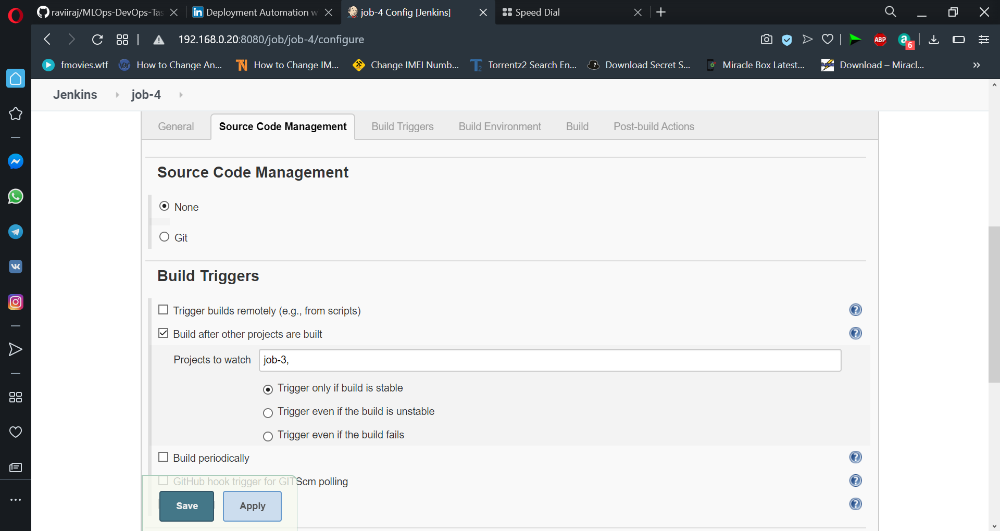 raviiraj/MLOps-DevOps-Tas
Deployment Automation w
job-4 Config [Jenkins]
Speed Dial
192.168.0.20:8080/job/job-4/configure
ABP
a
6
fmovies.wtf
How to Change An...
How to Change IM...
Change IMEI Numb...
Torrentz2 Search En...
Download Secret S...
Miracle Box Latest...
Download – Miracl...
Jenkins
job-4
General
Source Code Management
Build Triggers
Build Environment
Build
Post-build Actions
Source Code Management
None
Git
Build Triggers
Trigger builds remotely (e.g., from scripts)
Build after other projects are built
Projects to watch
job-3,
Trigger only if build is stable
Trigger even if the build is unstable
Trigger even if the build fails
Build periodically
GitHub hook trigger for GITScm polling
Save
Apply